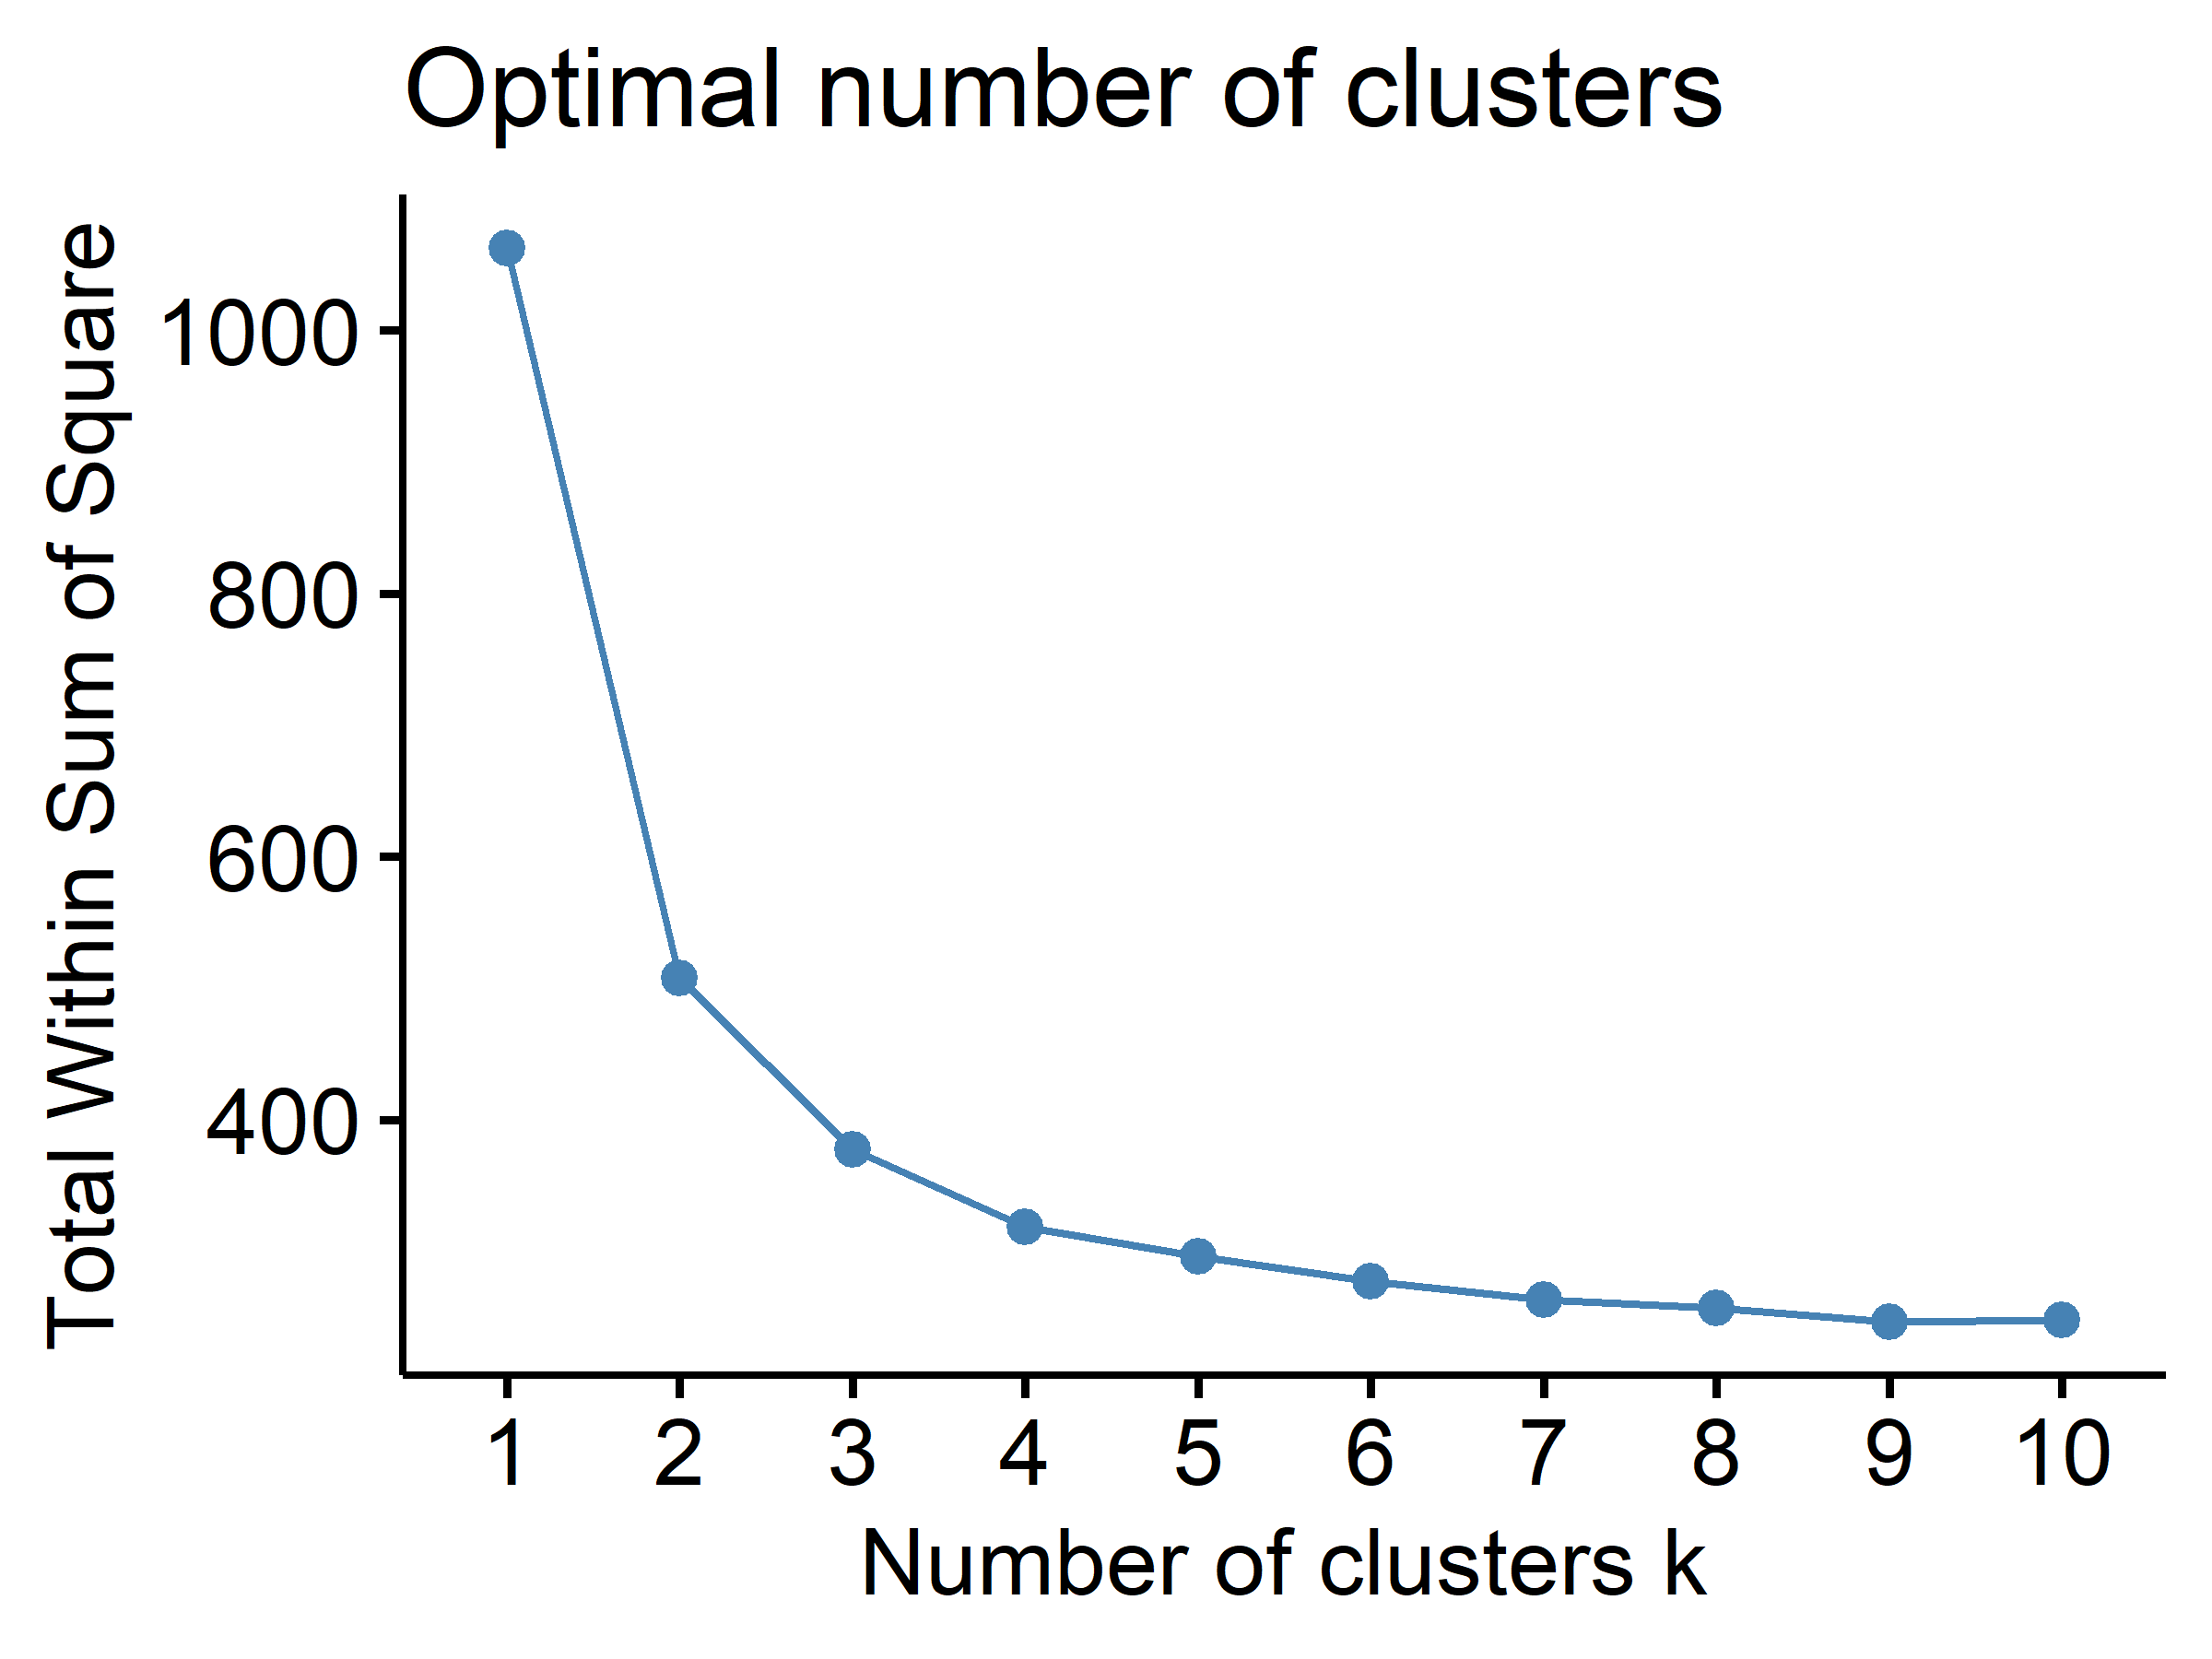 Optimal number of clusters
Total Within Sum of Square
1000
800
600
400
1 2 3 4 5 6 7 8 9 10
Number of clusters k